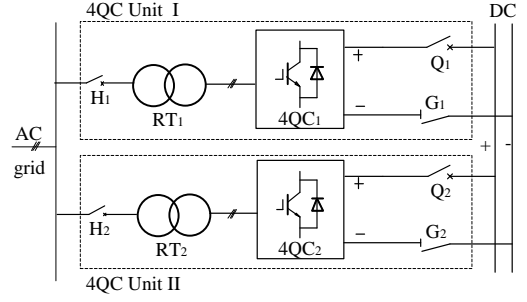 4QC Unit I
DC
+
Q1
H1
RT1
4QC1
−
G1
AC
grid
+ -
+
Q2
H2
RT2
4QC2
−
G2
4QC Unit II